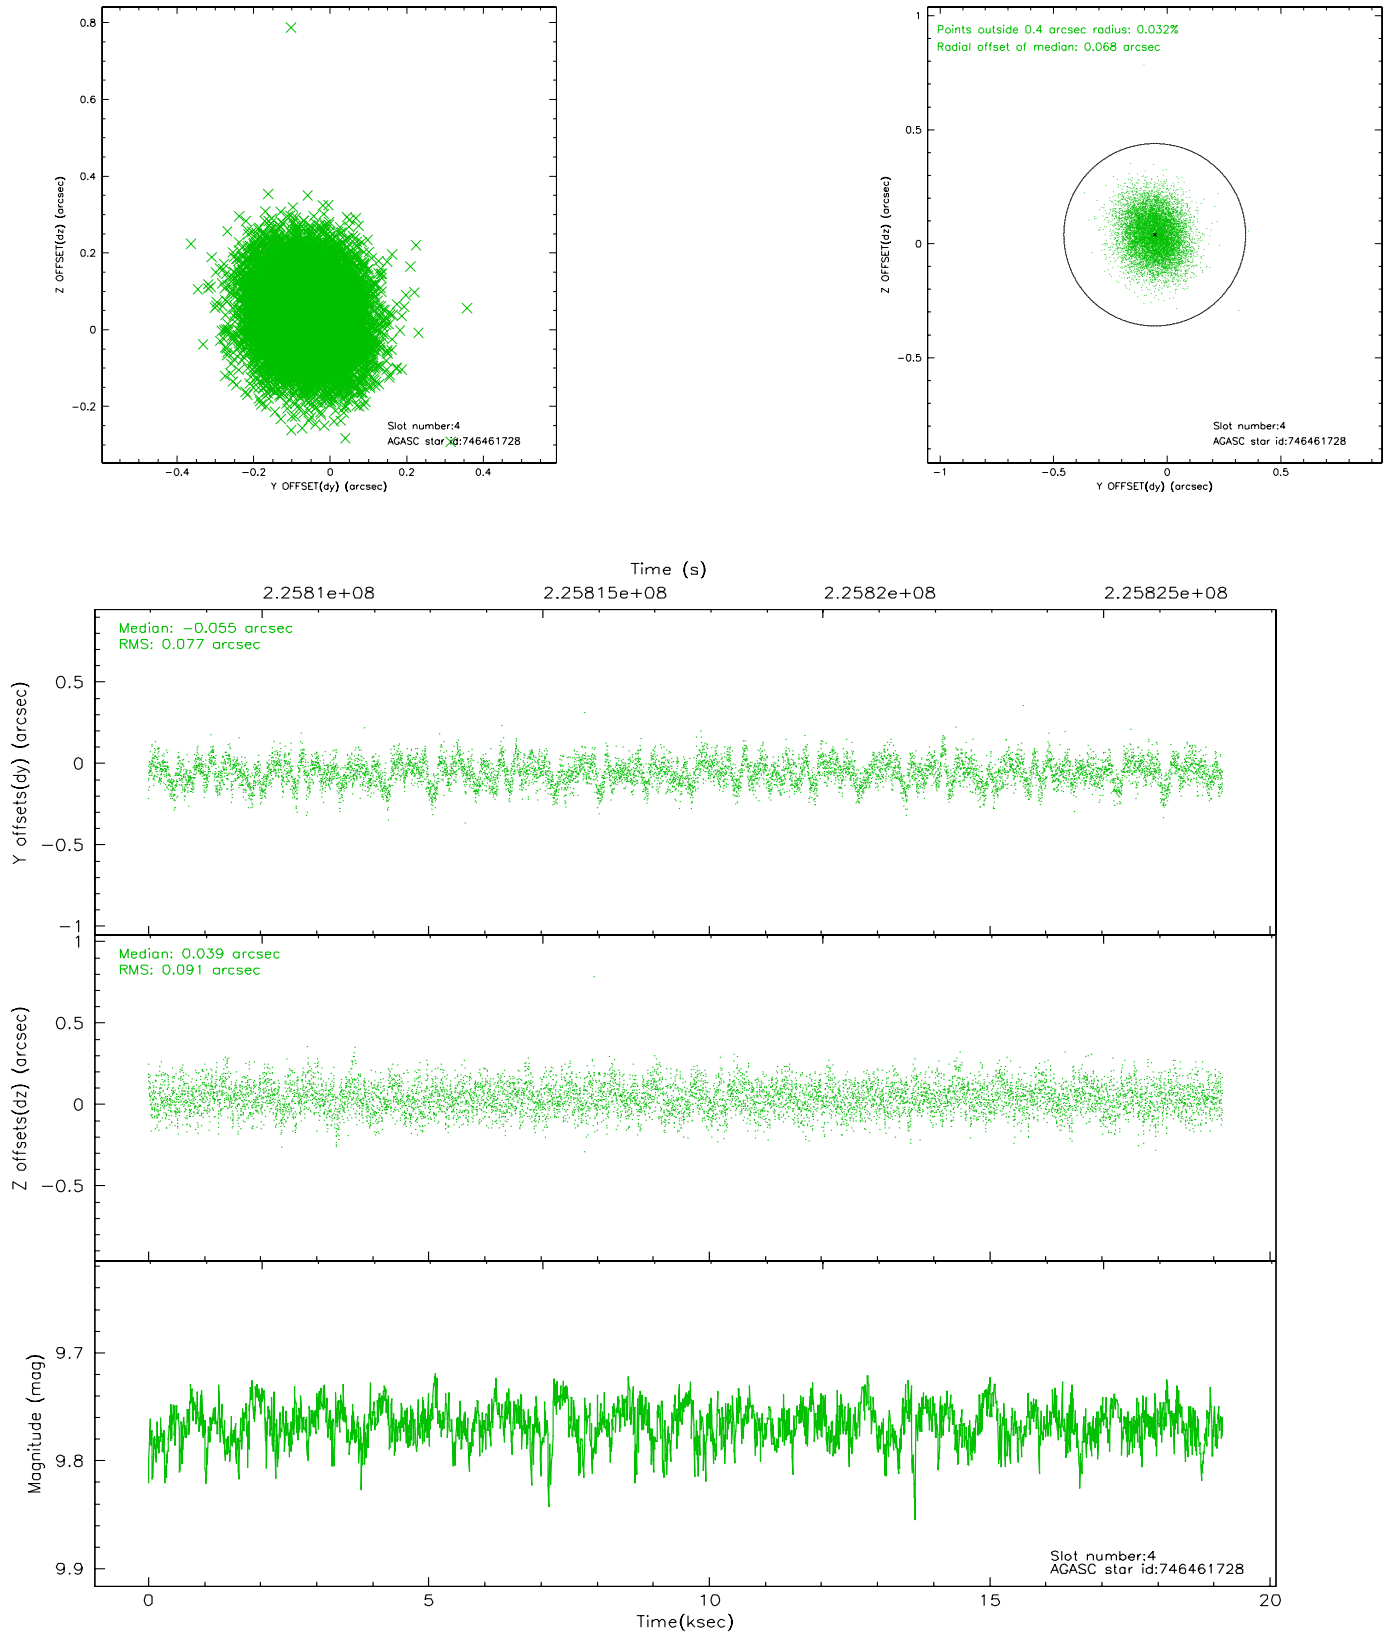 0.8
0.6
0.4
0.2
0
−0.2
−0.4
−0.2
0
0.2
0.4
Z OFFSET(dz) (arcsec)
Y OFFSET(dy) (arcsec)
Slot number:4
AGASC star id:746461728
Points outside 0.4 arcsec radius: 0.032%
Radial offset of median: 0.068 arcsec
1
0.5
0
−0.5
−1
−0.5
0
0.5
Z OFFSET(dz) (arcsec)
Y OFFSET(dy) (arcsec)
Slot number:4
AGASC star id:746461728
Time (s)
2.2581e+08
2.25815e+08
2.2582e+08
2.25825e+08
Median: −0.055 arcsec
RMS: 0.077 arcsec
0.5
0
−0.5
−1
Y offsets(dy) (arcsec)
Median: 0.039 arcsec
RMS: 0.091 arcsec
1
0.5
0
−0.5
Z offsets(dz) (arcsec)
9.7
9.8
9.9
Magnitude (mag)
Slot number:4
AGASC star id:746461728
0
5
10
15
20
Time(ksec)